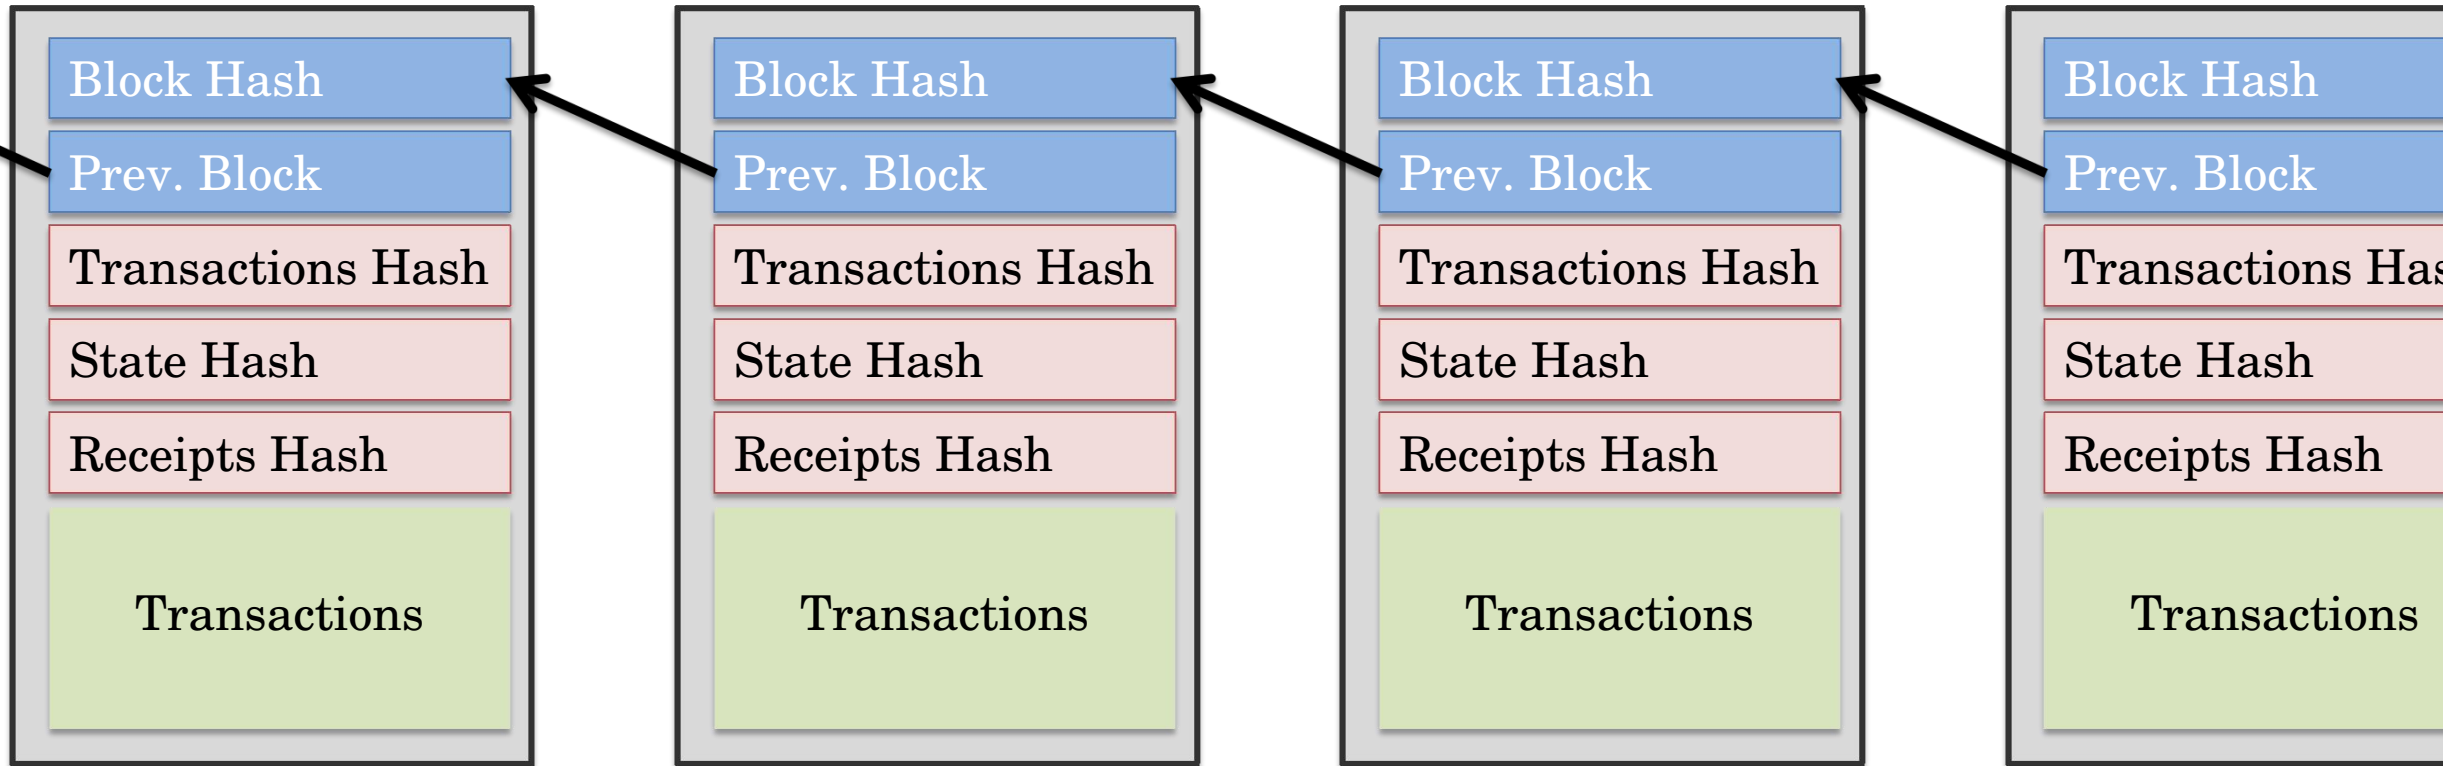 Block Hash
Prev. Block
Transactions Hash
State Hash
Receipts Hash
Transactions
Block Hash
Prev. Block
Transactions Hash
State Hash
Receipts Hash
Transactions
Block Hash
Prev. Block
Transactions Hash
State Hash
Receipts Hash
Transactions
Block Hash
Prev. Block
Transactions
State Hash
Receipts Hash
Transactions